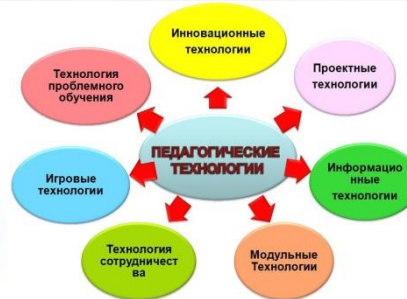 Инновационные
технологии
Технология
проблемного
обучения
Проектные
технологии
ПЕДАГОГИЧЕСКИЕ
ТЕХНОЛОГИИ
Игровые
технологии
Информацио
нные
технологии
Технология
сотрудничест
ва
Модульные
Технологии